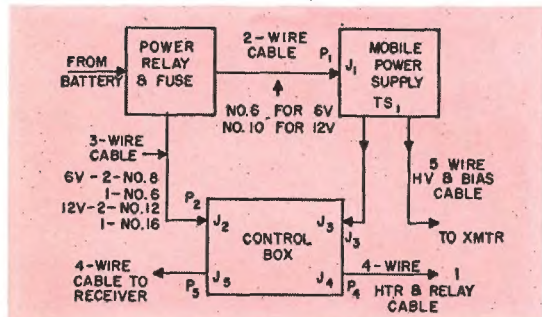 FROM
BATTERY
POWER
RELAY
& FUSE
2-WIRE
CABLE
P1
J1
MOBILE
POWER
SUPPLY
TS1
NO.6 FOR 6V
NO.10 FOR 12V
3-WIRE
CABLE
6V-2-NO.8
1-NO.6
12V-2-NO.12
1-NO.16
P2
J2
J3
J3
CONTROL
BOX
J5
J4
5 WIRE
HV & BIAS
CABLE
TO XMTR
4-WIRE
CABLE TO
RECEIVER
P5
P4
4-WIRE
HTR & RELAY
CABLE
1